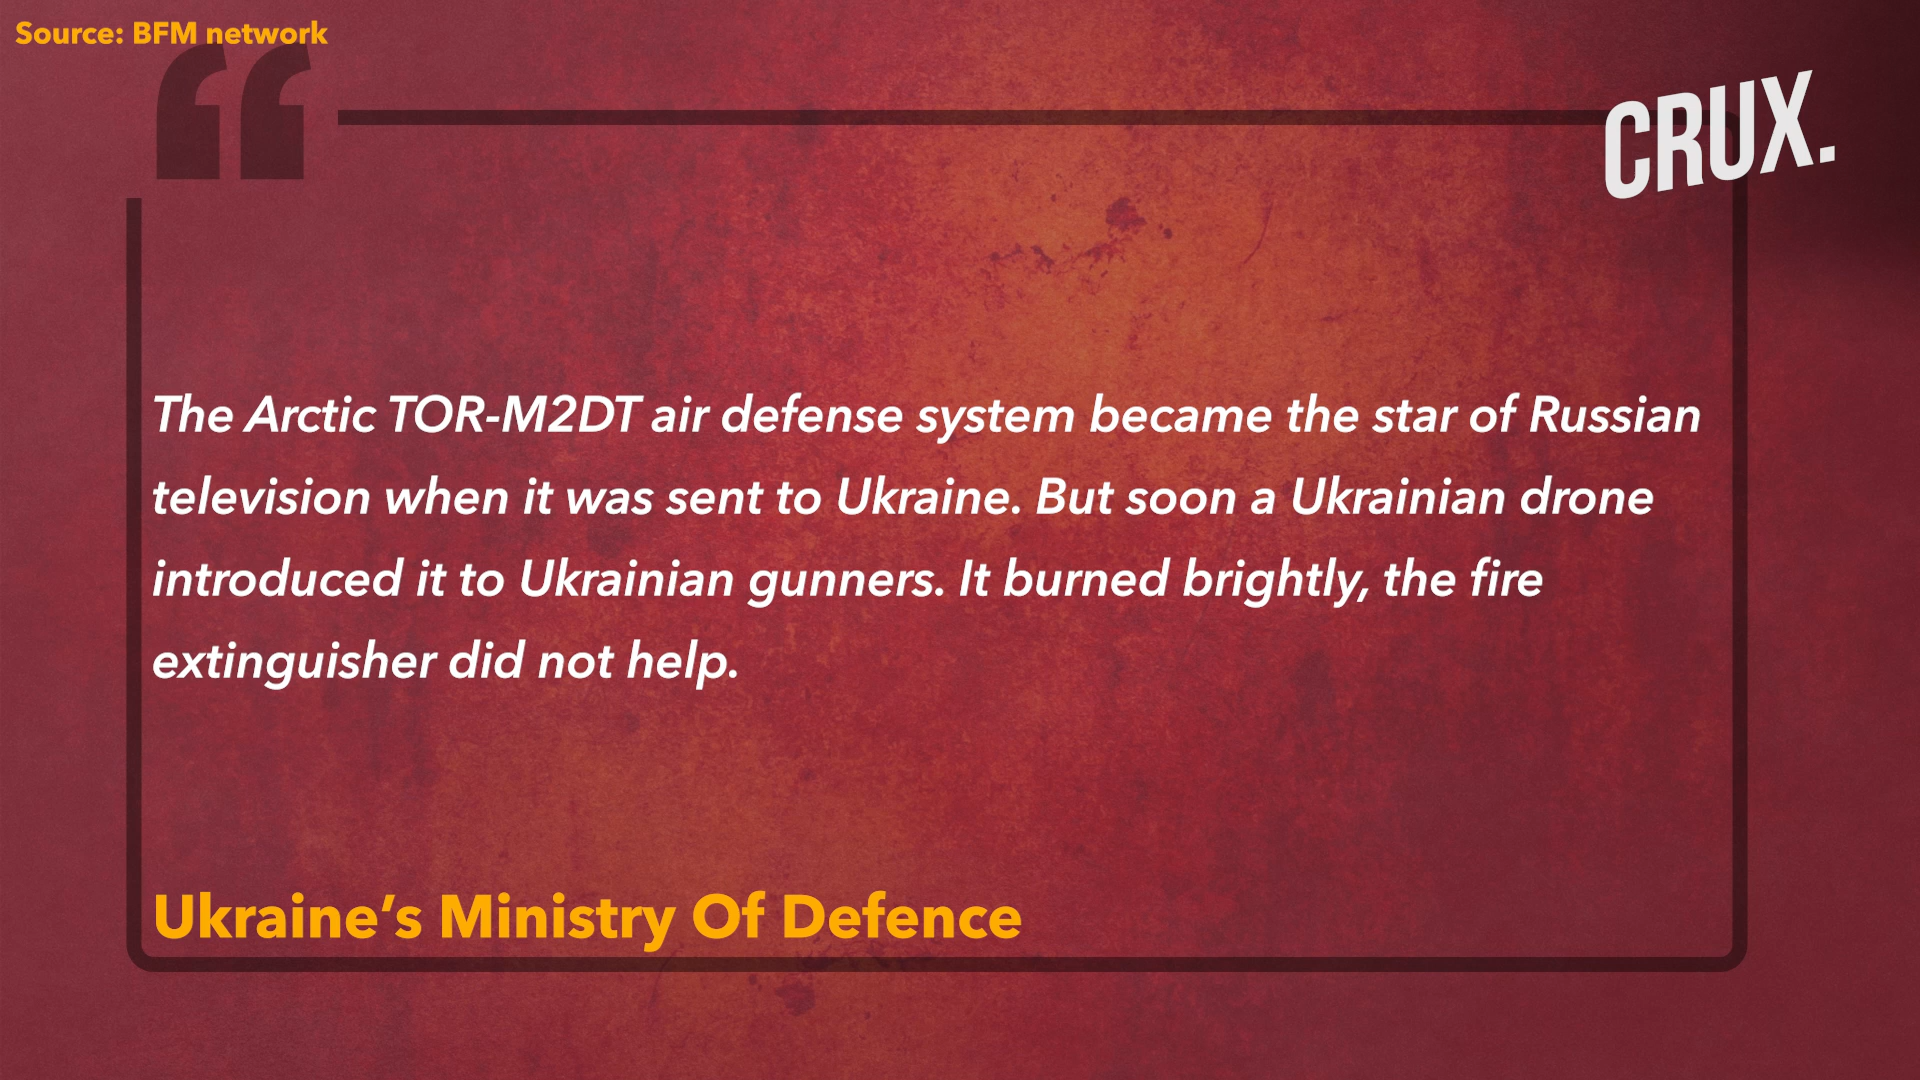 Source: BFM network
CRUX.
The Arctic TOR-M2DT air defense system became the star of Russian
television when it was sent to Ukraine. But soon a Ukrainian drone
introduced it to Ukrainian gunners. It burned brightly, the fire
extinguisher did not help.
Ukraine’s Ministry Of Defence